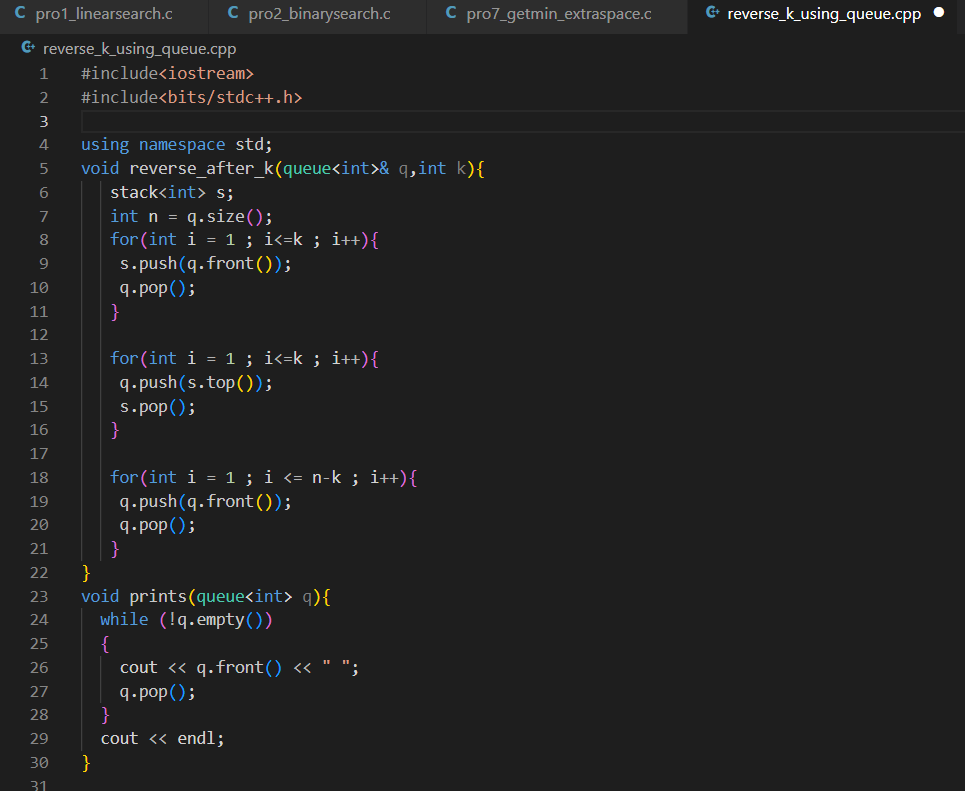 pro1_linearsearch.c pro2_binarysearch.c pro7_getmin_extraspace.c reverse_k_using_queue.cpp
reverse_k_using_queue.cpp
1 #include<iostream>
2 #include<bits/stdc++.h>
3
4 using namespace std;
5 void reverse_after_k(queue<int>& q,int k){
6 stack<int> s;
7 int n = q.size();
8 for(int i = 1 ; i<=k ; i++){
9 s.push(q.front());
10 q.pop();
11 }
12
13 for(int i = 1 ; i<=k ; i++){
14 q.push(s.top());
15 s.pop();
16 }
17
18 for(int i = 1 ; i <= n-k ; i++){
19 q.push(q.front());
20 q.pop();
21 }
22 }
23 void prints(queue<int> q){
24 while (!q.empty())
25 {
26 cout << q.front() << " ";
27 q.pop();
28 }
29 cout << endl;
30 }
31